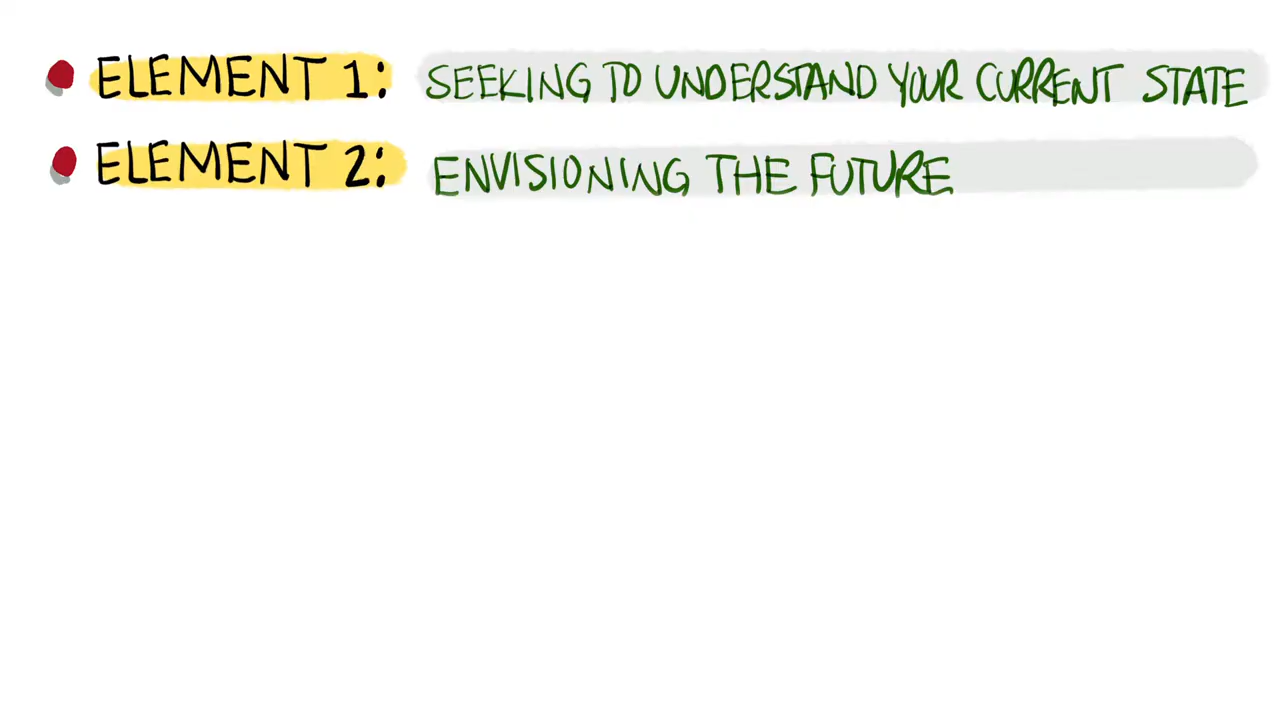 ELEMENT 1: SEEKING TO UNDERSTAND YOUR CURRENT STATE
ELEMENT 2: ENVISIONING THE FUTURE